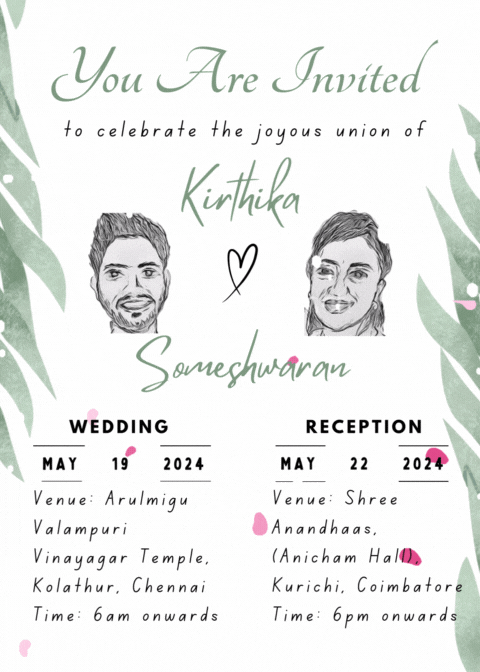 You Are Invited
to celebrate the joyous union of
Kirthika
Someshwaran
WEDDING
MAY 19 2024
Venue: Arulmigu
Valampuri
Vinayagar Temple,
Kolathur, Chennai
Time: 6am onwards
RECEPTION
MAY 22 2024
Venue: Shree
Anandhaas,
(Anicham Hall),
Kurichi, Coimbatore
Time: 6pm onwards